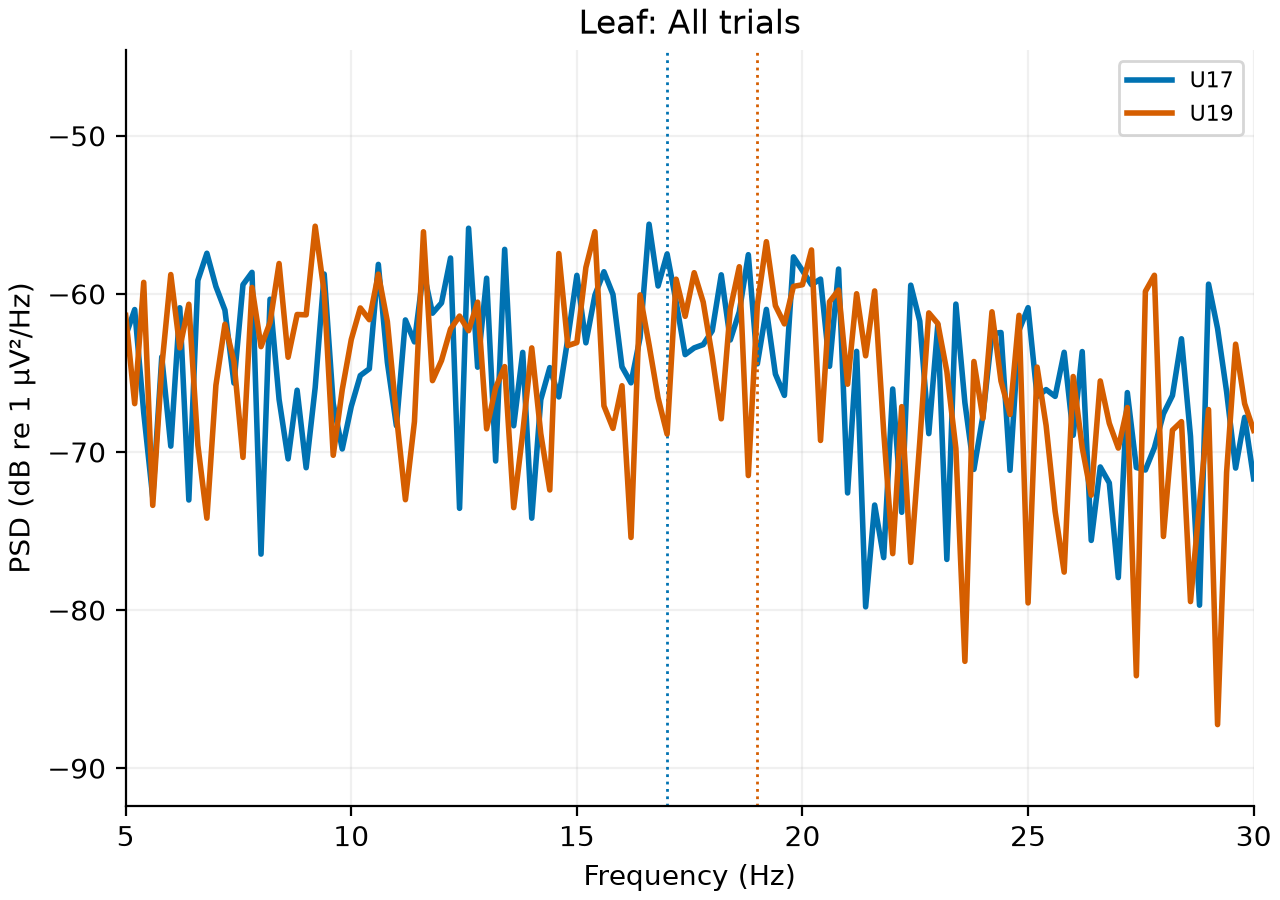 Leaf: All trials
U17
U19
PSD (dB re 1 µV²/Hz)
−50
−60
−70
−80
−90
5 10 15 20 25 30
Frequency (Hz)